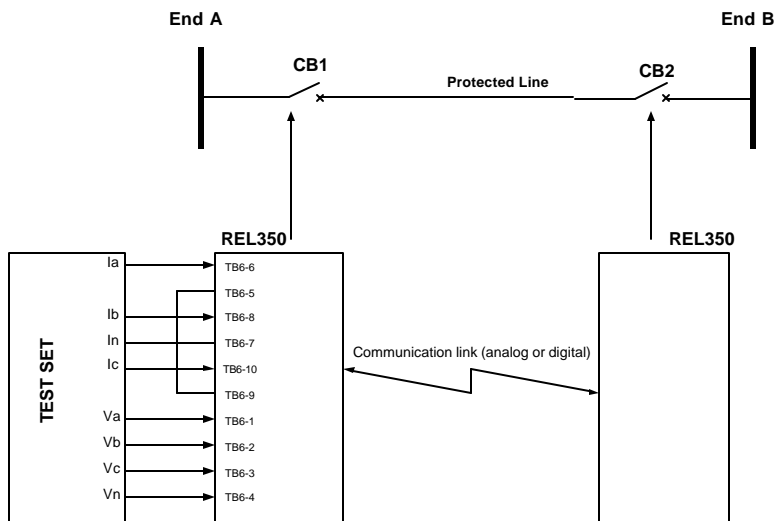 End A
End B
CB1
CB2
Protected Line
REL350
REL350
Ia
TB6-6
TB6-5
Ib
TB6-8
In
TB6-7
Ic
TB6-10
TB6-9
Va
TB6-1
Vb
TB6-2
Vc
TB6-3
Vn
TB6-4
TEST SET
Communication link (analog or digital)